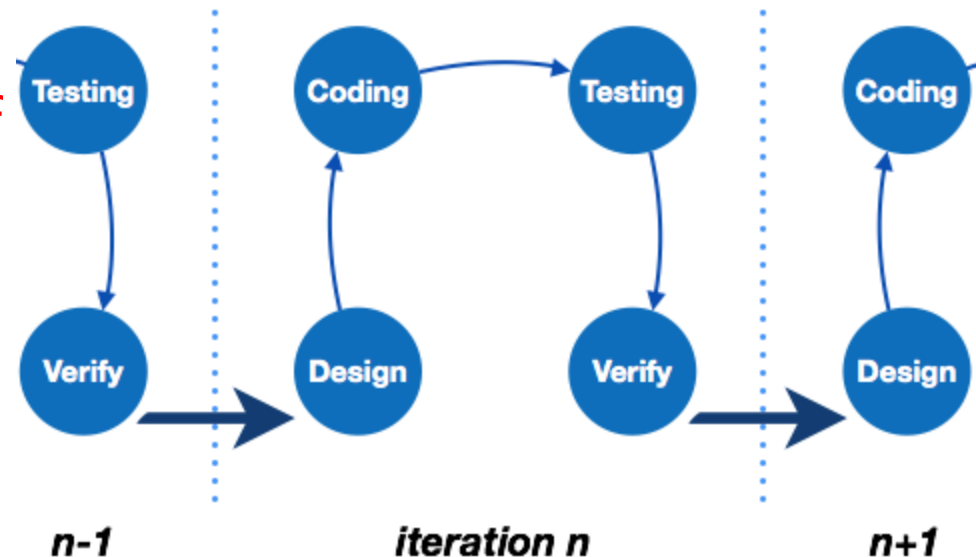 Testing
Coding
Testing
Coding
Verify
Design
Verify
Design
n-1
iteration n
n+1